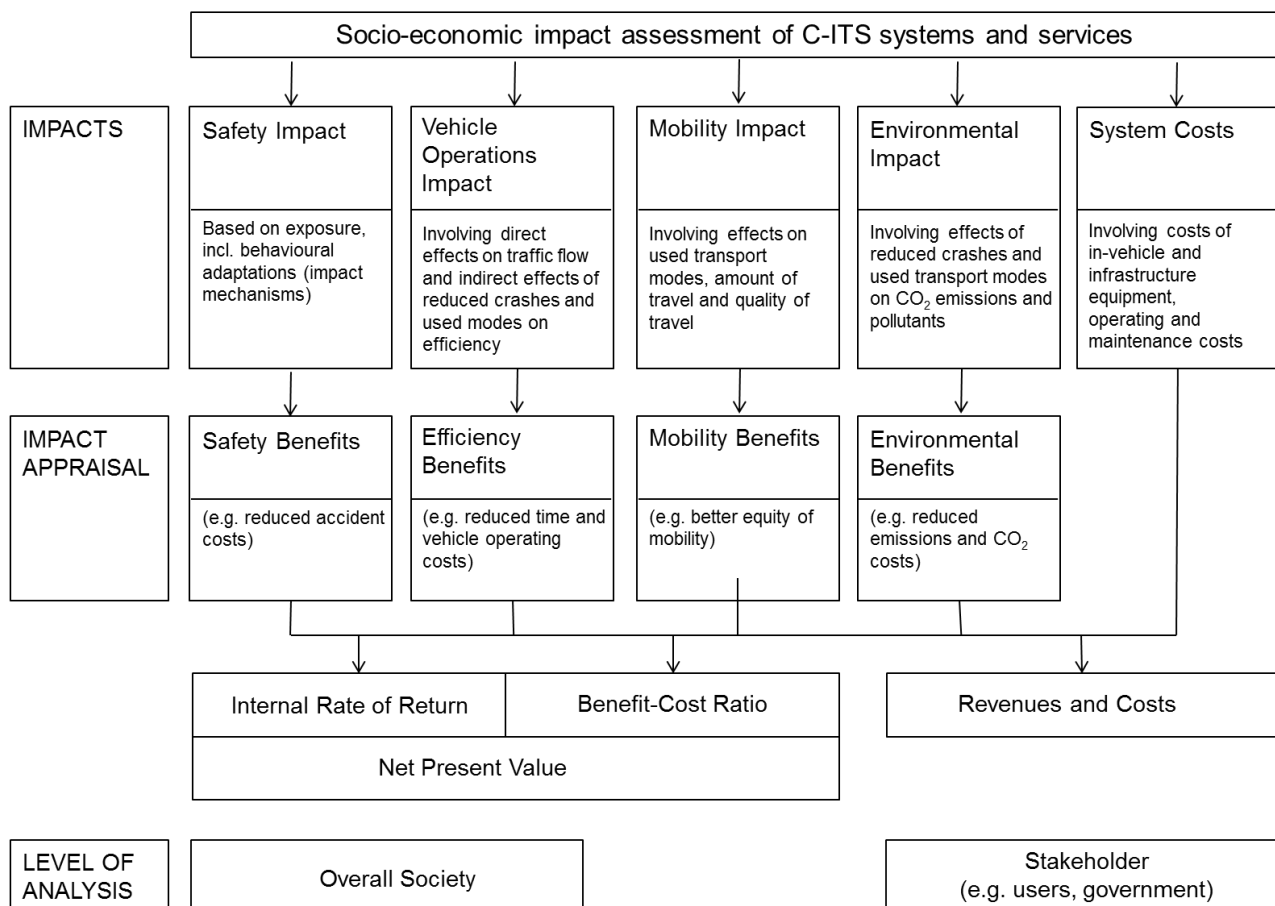 Socio-economic impact assessment of C-ITS systems and services
IMPACTS
Safety Impact
Based on exposure,
incl. behavioural
adaptations (impact
mechanisms)
Vehicle
Operations
Impact
Involving direct
effects on traffic flow
and indirect effects of
reduced crashes and
used modes on
efficiency
Mobility Impact
Involving effects on
used transport
modes, amount of
travel and quality of
travel
Environmental
Impact
Involving effects of
reduced crashes and
used transport modes
on CO₂ emissions and
pollutants
System Costs
Involving costs of
in-vehicle and
infrastructure
equipment,
operating and
maintenance costs
IMPACT
APPRAISAL
Safety Benefits
(e.g. reduced accident
costs)
Efficiency
Benefits
(e.g. reduced time and
vehicle operating
costs)
Mobility Benefits
(e.g. better equity of
mobility)
Environmental
Benefits
(e.g. reduced
emissions and CO₂
costs)
Internal Rate of Return
Benefit-Cost Ratio
Net Present Value
Revenues and Costs
LEVEL OF
ANALYSIS
Overall Society
Stakeholder
(e.g. users, government)